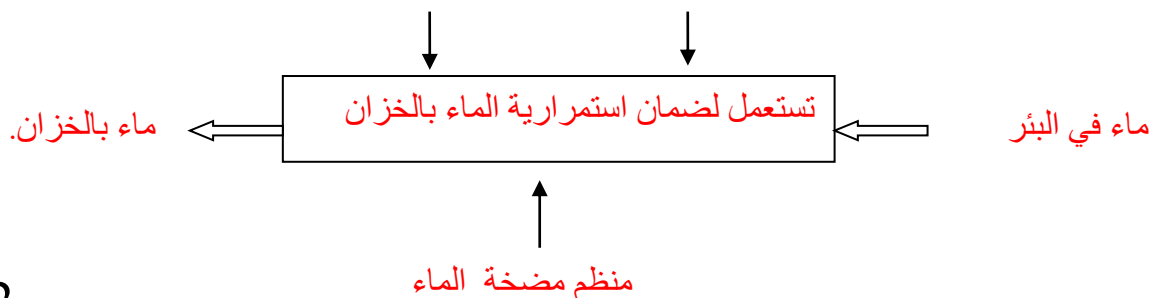 تستعمل لضمان استمرارية الماء بالخزان
ماء في البئر
ماء بالخزان.
منظم مضخة الماء